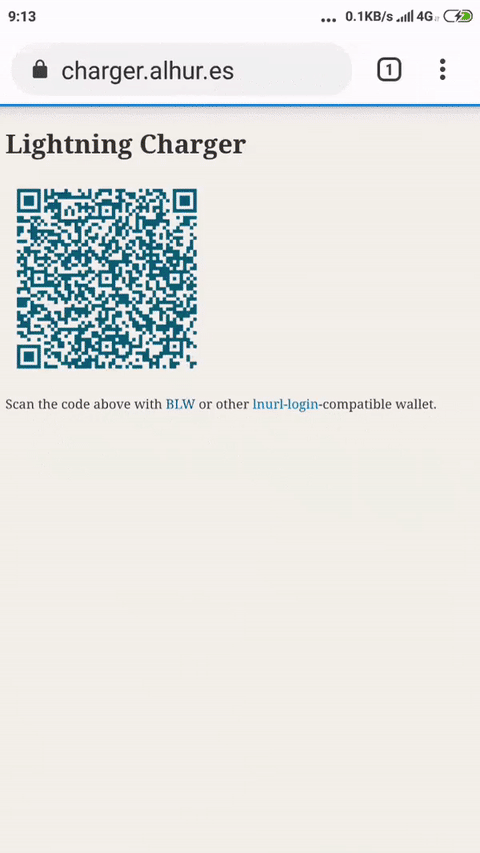 9:13 ... 0.1KB/s 4G
charger.alhur.es 1
Lightning Charger
Scan the code above with BLW or other lnurl-login-compatible wallet.